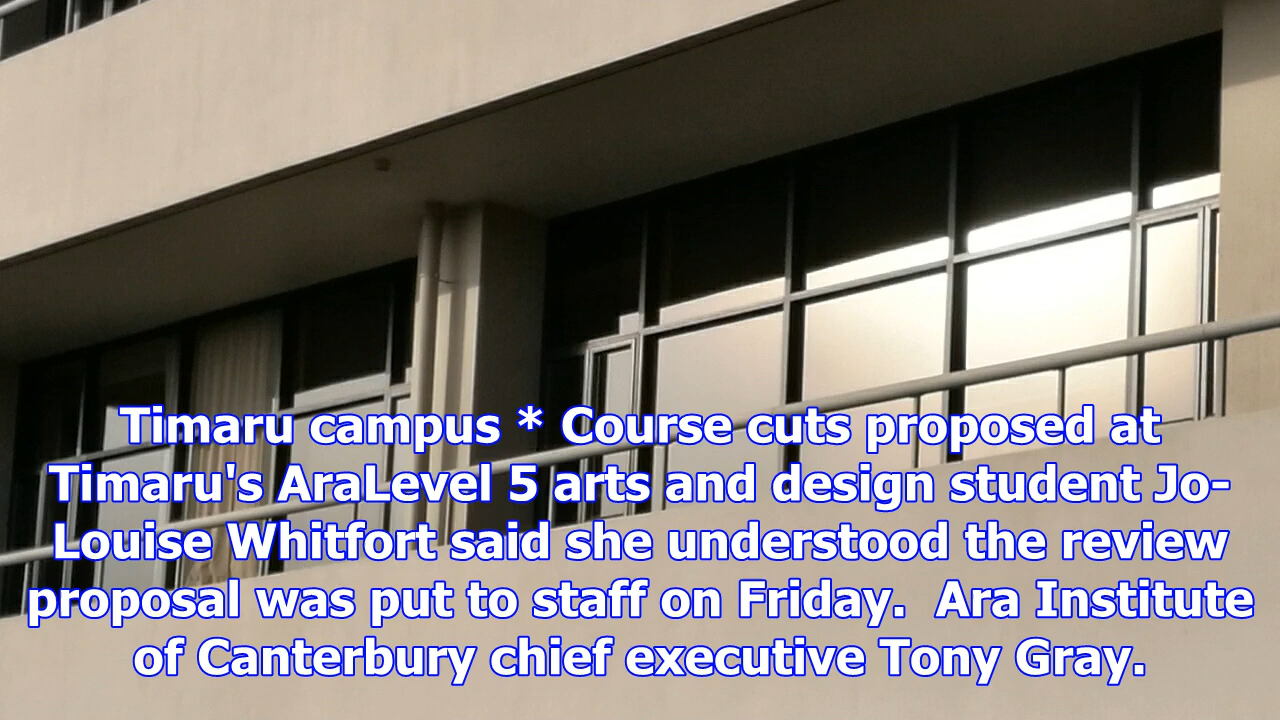 Timaru campus * Course cuts proposed at
Timaru's AraLevel 5 arts and design student Jo-
Louise Whitfort said she understood the review
proposal was put to staff on Friday.  Ara Institute
of Canterbury chief executive Tony Gray.